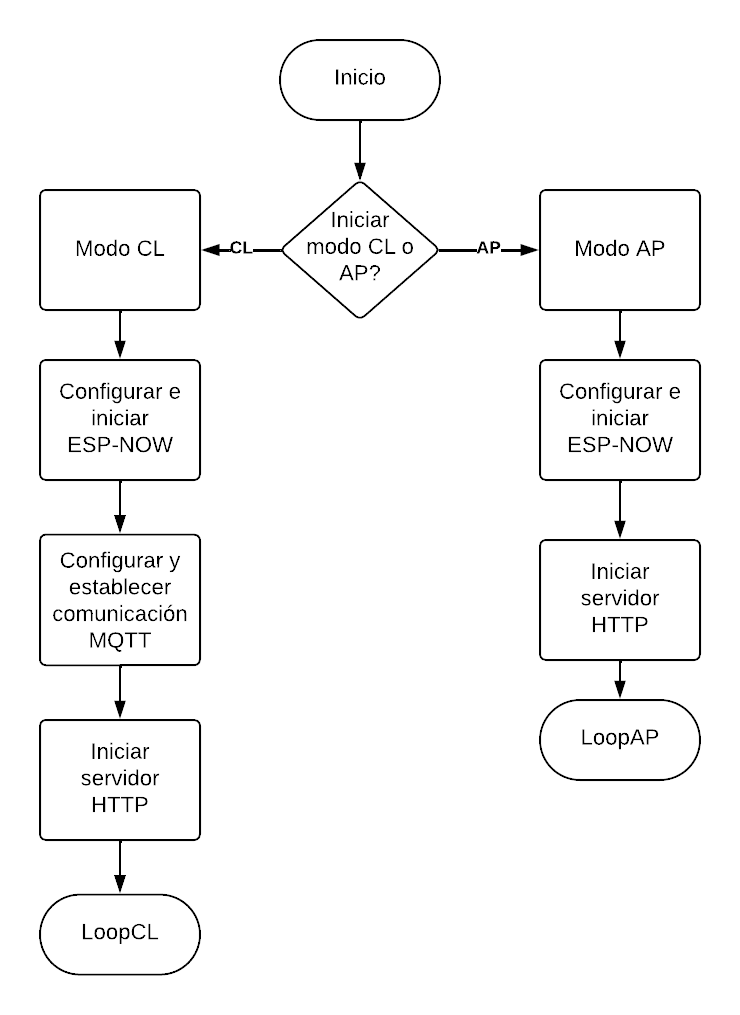 Inicio
Iniciar
modo CL o
AP?
CL
AP
Modo CL
Configurar e
iniciar
ESP-NOW
Configurar y
establecer
comunicación
MQTT
Iniciar
servidor
HTTP
LoopCL
Modo AP
Configurar e
iniciar
ESP-NOW
Iniciar
servidor
HTTP
LoopAP